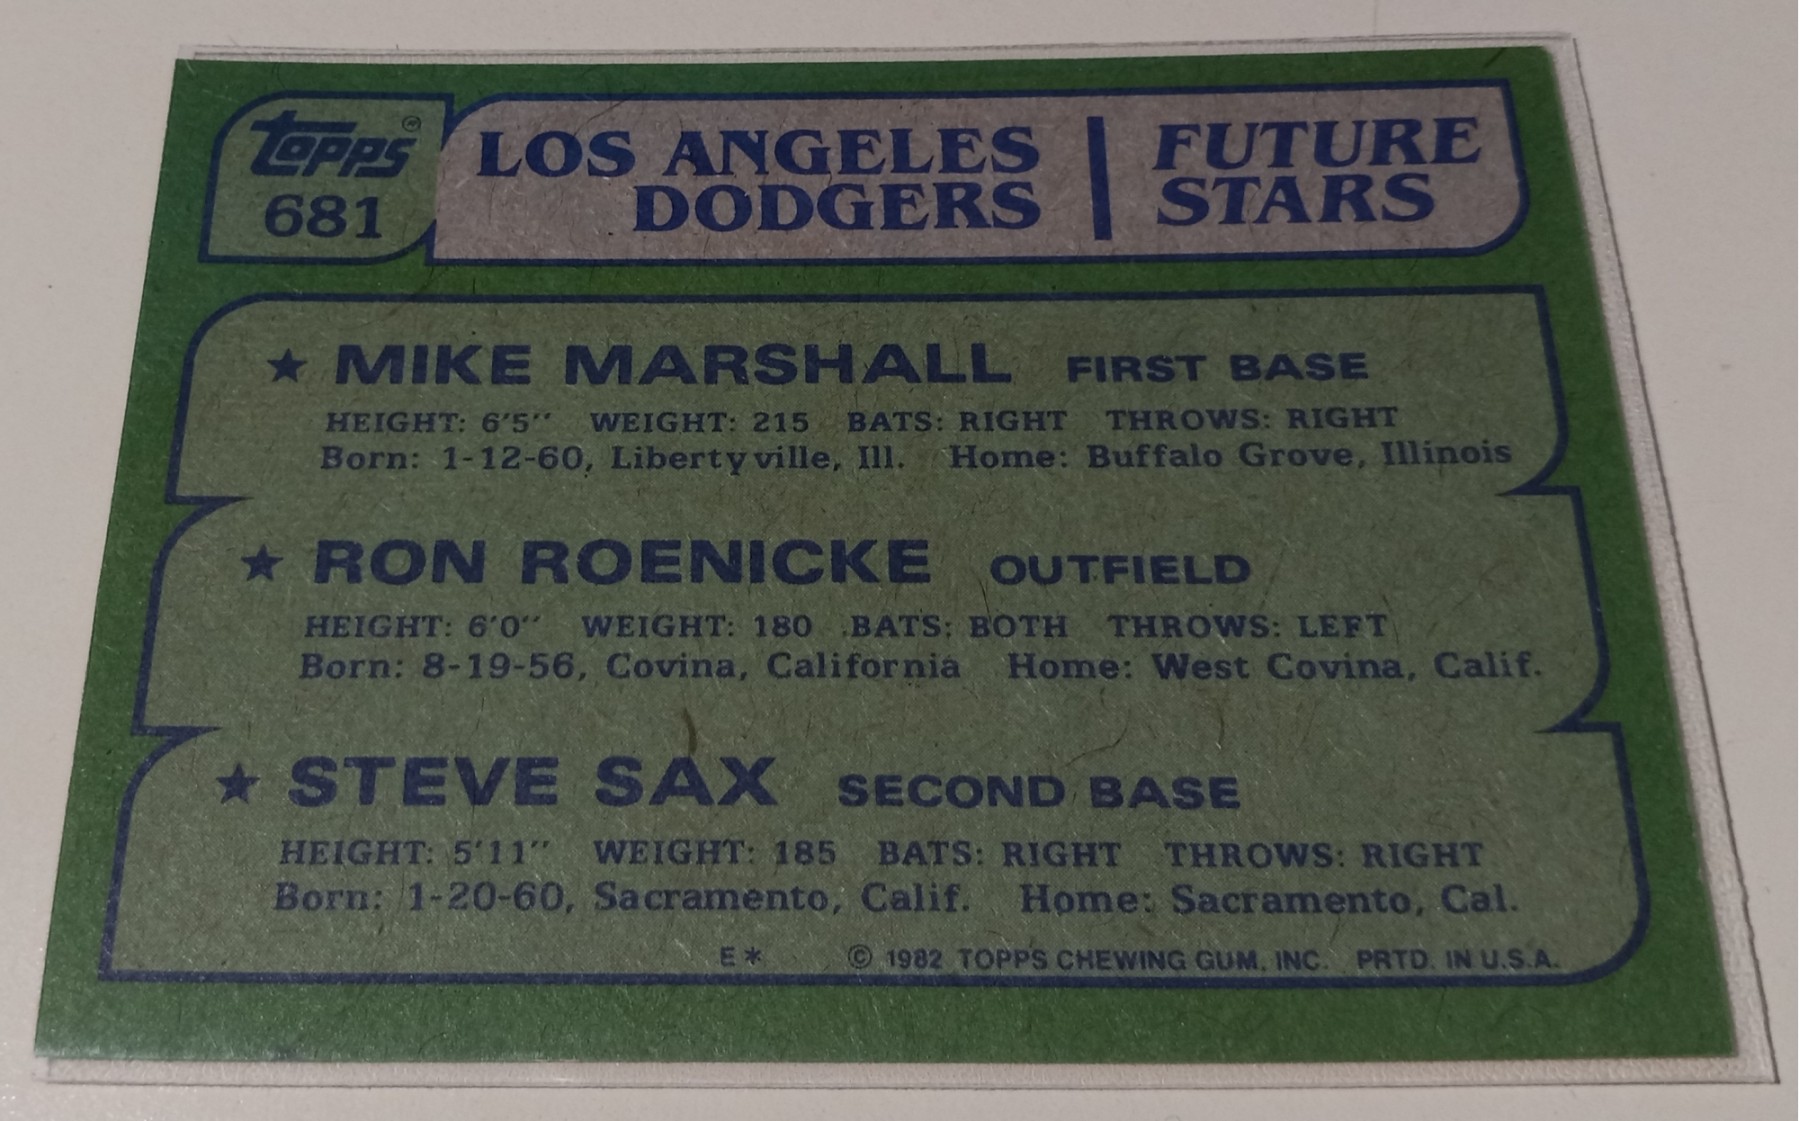 topps®
681
LOS ANGELES
DODGERS
FUTURE
STARS
★ MIKE MARSHALL FIRST BASE
HEIGHT: 6'5" WEIGHT: 215 BATS: RIGHT THROWS: RIGHT
Born: 1-12-60, Libertyville, Ill. Home: Buffalo Grove, Illinois
★ RON ROENICKE OUTFIELD
HEIGHT: 6'0" WEIGHT: 180 BATS: BOTH THROWS: LEFT
Born: 8-19-56, Covina, California Home: West Covina, Calif.
★ STEVE SAX SECOND BASE
HEIGHT: 5'11" WEIGHT: 185 BATS: RIGHT THROWS: RIGHT
Born: 1-20-60, Sacramento, Calif. Home: Sacramento, Cal.
E* © 1982 TOPPS CHEWING GUM, INC. PRTD. IN U.S.A.